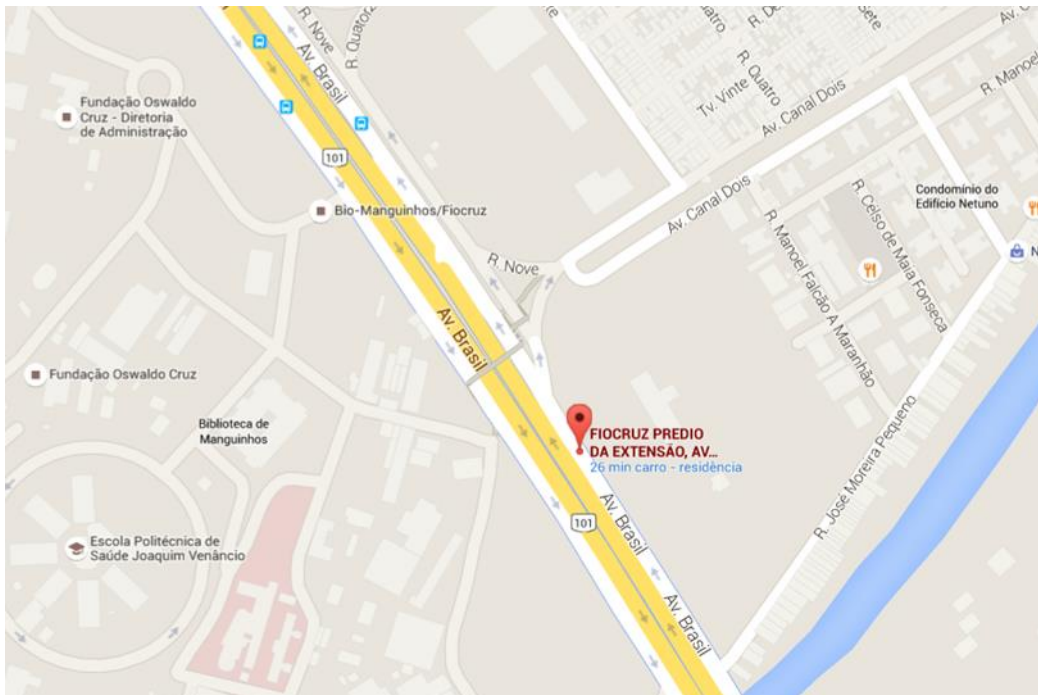 R. Nove
R. Quatorz
Av. Brasil
Fundação Oswaldo
Cruz - Diretoria
de Administração
101
Bio-Manguinhos/Fiocruz
R. Nove
Quatro
Sete
R. Quatro
Tv. Vinte
Av. Canal Dois
R. Manoel
Av. Canal Dois
Condomínio do
Edifício Netuno
R. Célso de Maia Fonseca
R. Manoel Falcão A Maranhão
N
Av. Brasil
Fundação Oswaldo Cruz
Biblioteca de
Manguinhos
FIOCRUZ PREDIO
DA EXTENSÃO, AV...
26 min carro - residência
R. José Moreira Pequeno
101
Av. Brasil
Escola Politécnica de
Saúde Joaquim Venâncio
Av. Brasil